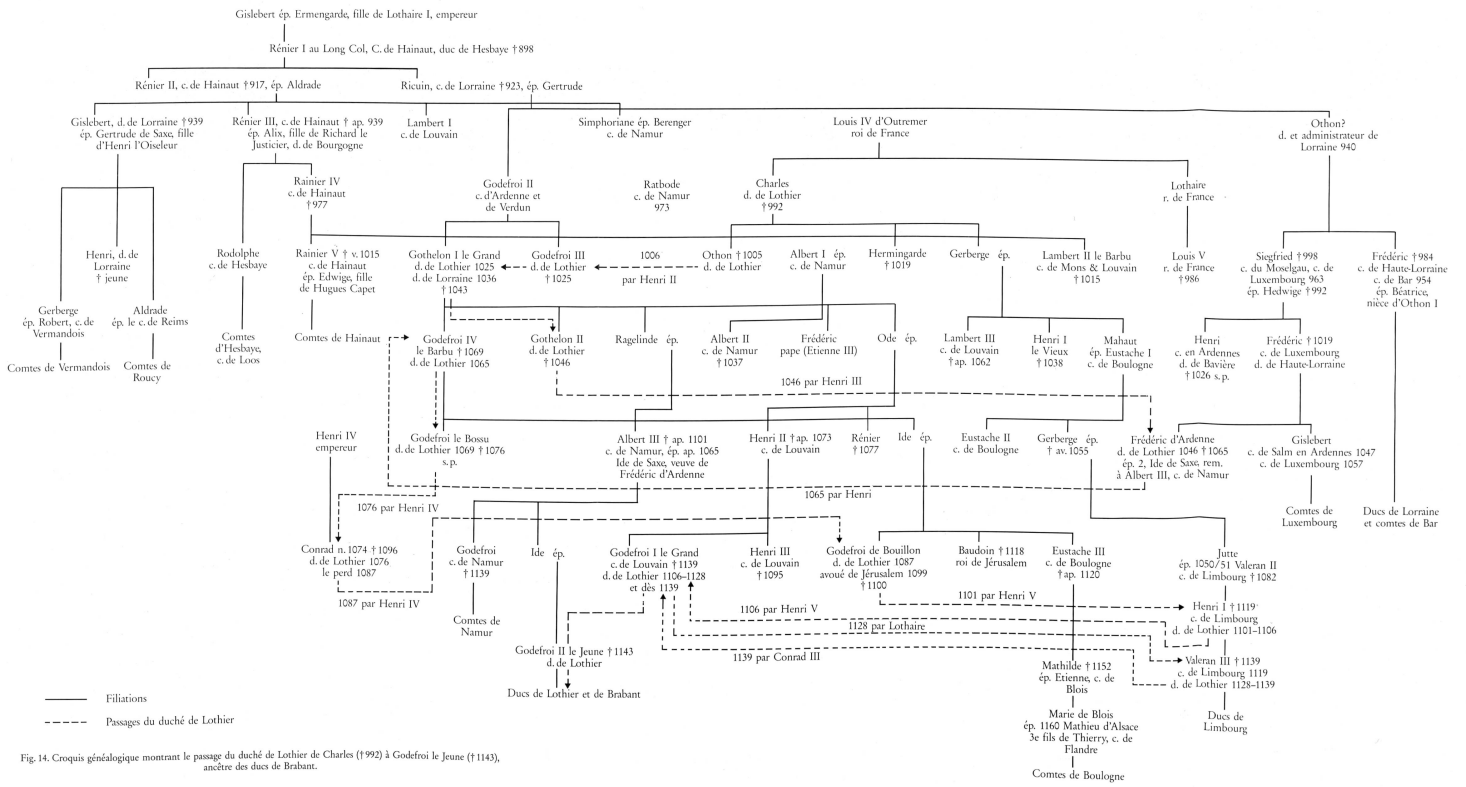 Gislebert ép. Ermengarde, fille de Lothaire I, empereur
Rénier I au Long Col, C. de Hainaut, duc de Hesbaye †898
Rénier II, c. de Hainaut †917, ép. Aldrade
Ricuin, c. de Lorraine †923, ép. Gertrude
Gislebert, d. de Lorraine †939
ép. Gertrude de Saxe, fille
d'Henri l'Oiseleur
Rénier III, c. de Hainaut † ap. 939
ép. Alix, fille de Richard le
Justicier, d. de Bourgogne
Lambert I
c. de Louvain
Simphoriane ép. Berenger
c. de Namur
Louis IV d'Outremer
roi de France
Othon?
d. et administrateur de
Lorraine 940
Rainier IV
c. de Hainaut
†977
Godefroi II
c. d'Ardenne et
de Verdun
Ratbode
c. de Namur
973
Charles
d. de Lothier
†992
Lothaire
r. de France
Henri, d. de
Lorraine
† jeune
Rodolphe
c. de Hesbaye
Rainier V † v. 1015
c. de Hainaut
ép. Edwige, fille
de Hugues Capet
Gothelon I le Grand
d. de Lothier 1025
d. de Lorraine 1036
†1043
Godefroi III
d. de Lothier
†1025
1006
par Henri II
Othon †1005
d. de Lothier
Albert I ép.
c. de Namur
Hermingarde
†1019
Gerberge ép.
Lambert II le Barbu
c. de Mons & Louvain
†1015
Louis V
r. de France
†986
Siegfried †998
c. du Moselgau, c. de
Luxembourg 963
ép. Hedwige †992
Frédéric †984
c. de Haute-Lorraine
c. de Bar 954
ép. Béatrice,
nièce d'Othon I
Gerberge
ép. Robert, c. de
Vermandois
Aldrade
ép. le c. de Reims
Comtes de Vermandois
Comtes de
Roucy
Comtes
d'Hesbaye,
c. de Loos
Comtes de Hainaut
Godefroi IV
le Barbu †1069
d. de Lothier 1065
Gothelon II
d. de Lothier
†1046
Ragelinde ép.
Albert II
c. de Namur
†1037
Frédéric
pape (Etienne III)
Ode ép.
Lambert III
c. de Louvain
†ap. 1062
Henri I
le Vieux
†1038
Mahaut
ép. Eustache I
c. de Boulogne
Henri
c. en Ardennes
d. de Bavière
†1026 s.p.
Frédéric †1019
c. de Luxembourg
d. de Haute-Lorraine
1046 par Henri III
Henri IV
empereur
Godefroi le Bossu
d. de Lothier 1069 †1076
s.p.
Albert III † ap. 1101
c. de Namur, ép. ap. 1065
Ide de Saxe, veuve de
Frédéric d'Ardenne
Henri II †ap. 1073
c. de Louvain
Rénier
†1077
Ide ép.
Eustache II
c. de Boulogne
Gerberge ép.
† av. 1055
Frédéric d'Ardenne
d. de Lothier 1046 †1065
ép. 2, Ide de Saxe, rem.
à Albert III, c. de Namur
Gislebert
c. de Salm en Ardennes 1047
c. de Luxembourg 1057
1065 par Henri
1076 par Henri IV
Comtes de
Luxembourg
Ducs de Lorraine
et comtes de Bar
Conrad n. 1074 †1096
d. de Lothier 1076
le perd 1087
Godefroi
c. de Namur
†1139
Ide ép.
Godefroi I le Grand
c. de Louvain †1139
d. de Lothier 1106–1128
et dès 1139
Henri III
c. de Louvain
†1095
Godefroi de Bouillon
d. de Lothier 1087
avoué de Jérusalem 1099
†1100
Baudoin †1118
roi de Jérusalem
Eustache III
c. de Boulogne
†ap. 1120
Jutte
ép. 1050/51 Valeran II
c. de Limbourg †1082
1087 par Henri IV
1101 par Henri V
1106 par Henri V
1128 par Lothaire
1139 par Conrad III
Henri I †1119
c. de Limbourg
d. de Lothier 1101–1106
Comtes de
Namur
Godefroi II le Jeune †1143
d. de Lothier
Mathilde †1152
ép. Etienne, c. de
Blois
Valeran III †1139
c. de Limbourg 1119
d. de Lothier 1128–1139
Ducs de Lothier et de Brabant
Marie de Blois
ép. 1160 Mathieu d'Alsace
3e fils de Thierry, c. de
Flandre
Ducs de
Limbourg
Comtes de Boulogne
Filiations
Passages du duché de Lothier
Fig. 14. Croquis généalogique montrant le passage du duché de Lothier de Charles (†992) à Godefroi le Jeune (†1143),
ancêtre des ducs de Brabant.